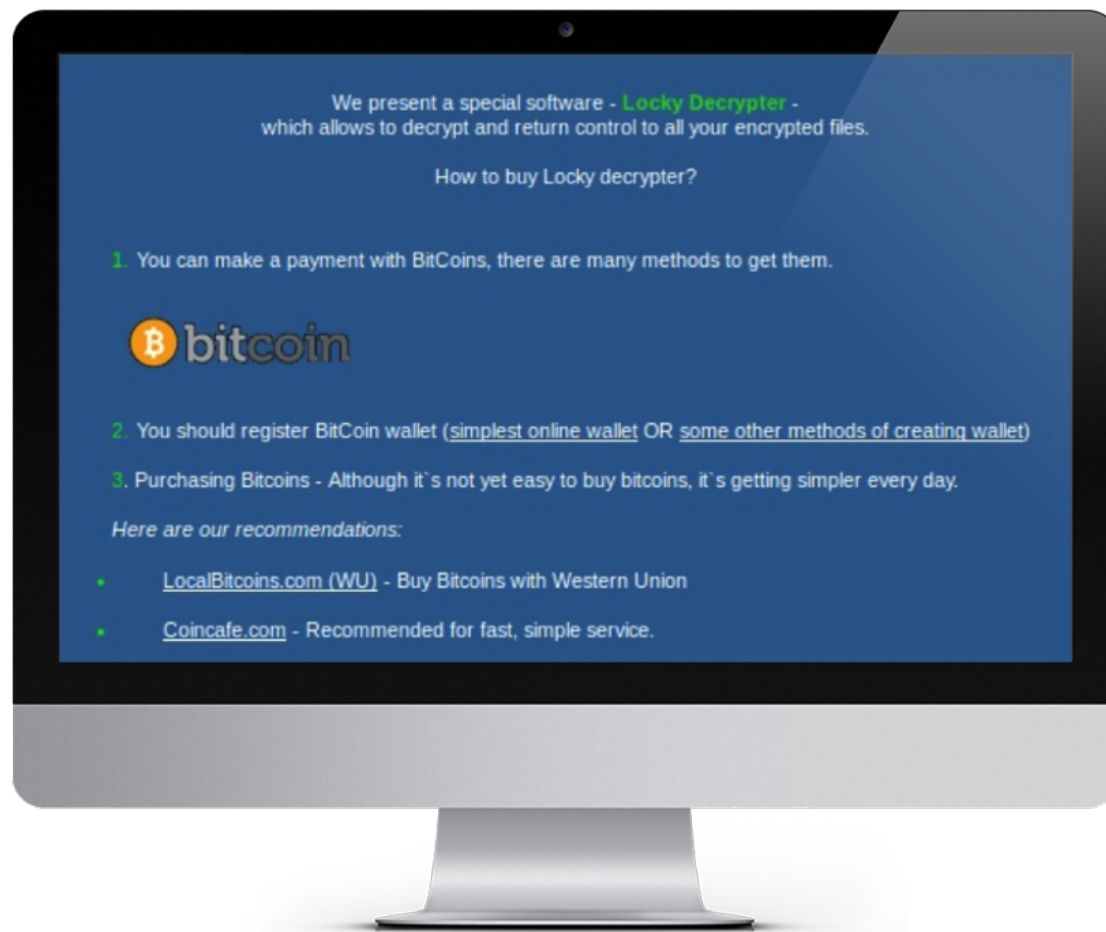 We present a special software - Locky Decrypter -
which allows to decrypt and return control to all your encrypted files.
How to buy Locky decrypter?
1. You can make a payment with BitCoins, there are many methods to get them.
bitcoin
2. You should register BitCoin wallet (simplest online wallet OR some other methods of creating wallet)
3. Purchasing Bitcoins - Although it`s not yet easy to buy bitcoins, it`s getting simpler every day.
Here are our recommendations:
• LocalBitcoins.com (WU) - Buy Bitcoins with Western Union
• Coincafe.com - Recommended for fast, simple service.